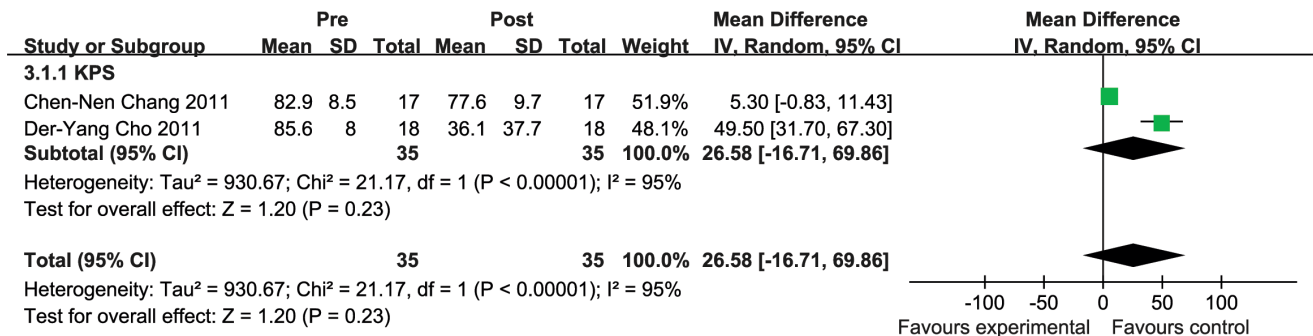 Pre Post Mean Difference Mean Difference
Study or Subgroup Mean SD Total Mean SD Total Weight IV, Random, 95% CI IV, Random, 95% CI
3.1.1 KPS
Chen-Nen Chang 2011 82.9 8.5 17 77.6 9.7 17 51.9% 5.30 [-0.83, 11.43]
Der-Yang Cho 2011 85.6 8 18 36.1 37.7 18 48.1% 49.50 [31.70, 67.30]
Subtotal (95% CI) 35 35 100.0% 26.58 [-16.71, 69.86]
Heterogeneity: Tau² = 930.67; Chi² = 21.17, df = 1 (P < 0.00001); I² = 95%
Test for overall effect: Z = 1.20 (P = 0.23)
Total (95% CI) 35 35 100.0% 26.58 [-16.71, 69.86]
Heterogeneity: Tau² = 930.67; Chi² = 21.17, df = 1 (P < 0.00001); I² = 95%
Test for overall effect: Z = 1.20 (P = 0.23)
-100 -50 0 50 100
Favours experimental Favours control